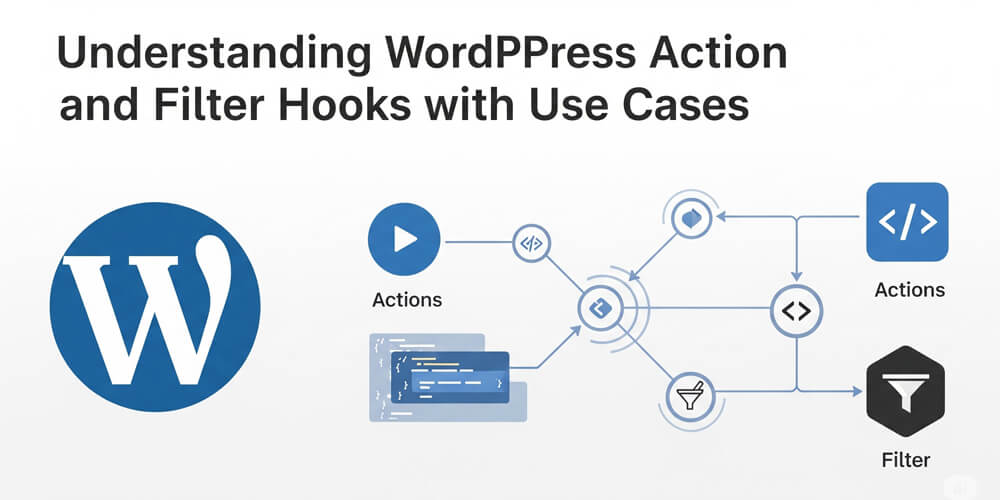 Understanding WordPPress Action
and Filter Hooks with Use Cases
W
Actions
Actions
Filter